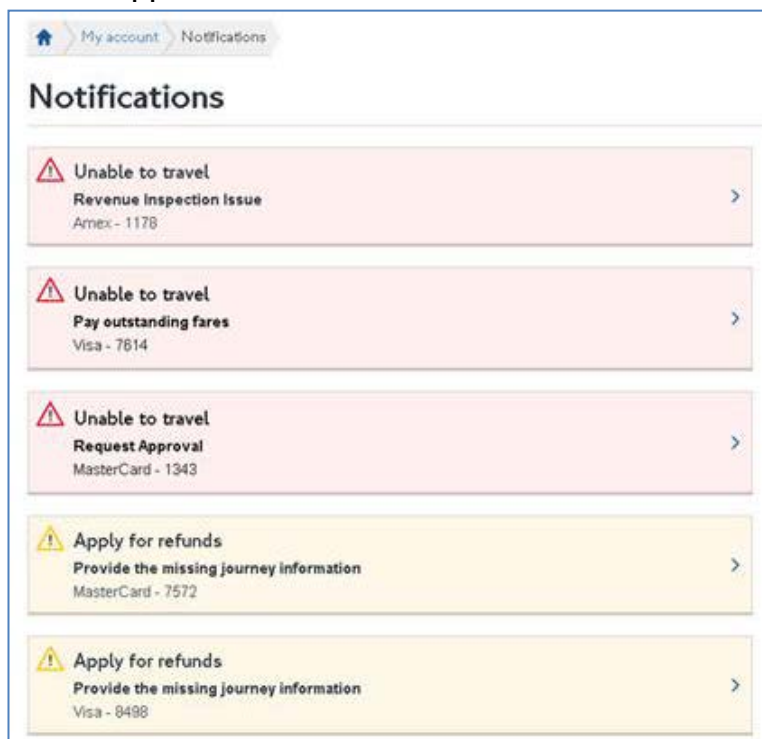 My account Notifications
Notifications
Unable to travel
Revenue Inspection Issue
Amex - 1178
Unable to travel
Pay outstanding fares
Visa - 7614
Unable to travel
Request Approval
MasterCard - 1343
Apply for refunds
Provide the missing journey information
MasterCard - 7572
Apply for refunds
Provide the missing journey information
Visa - 8498